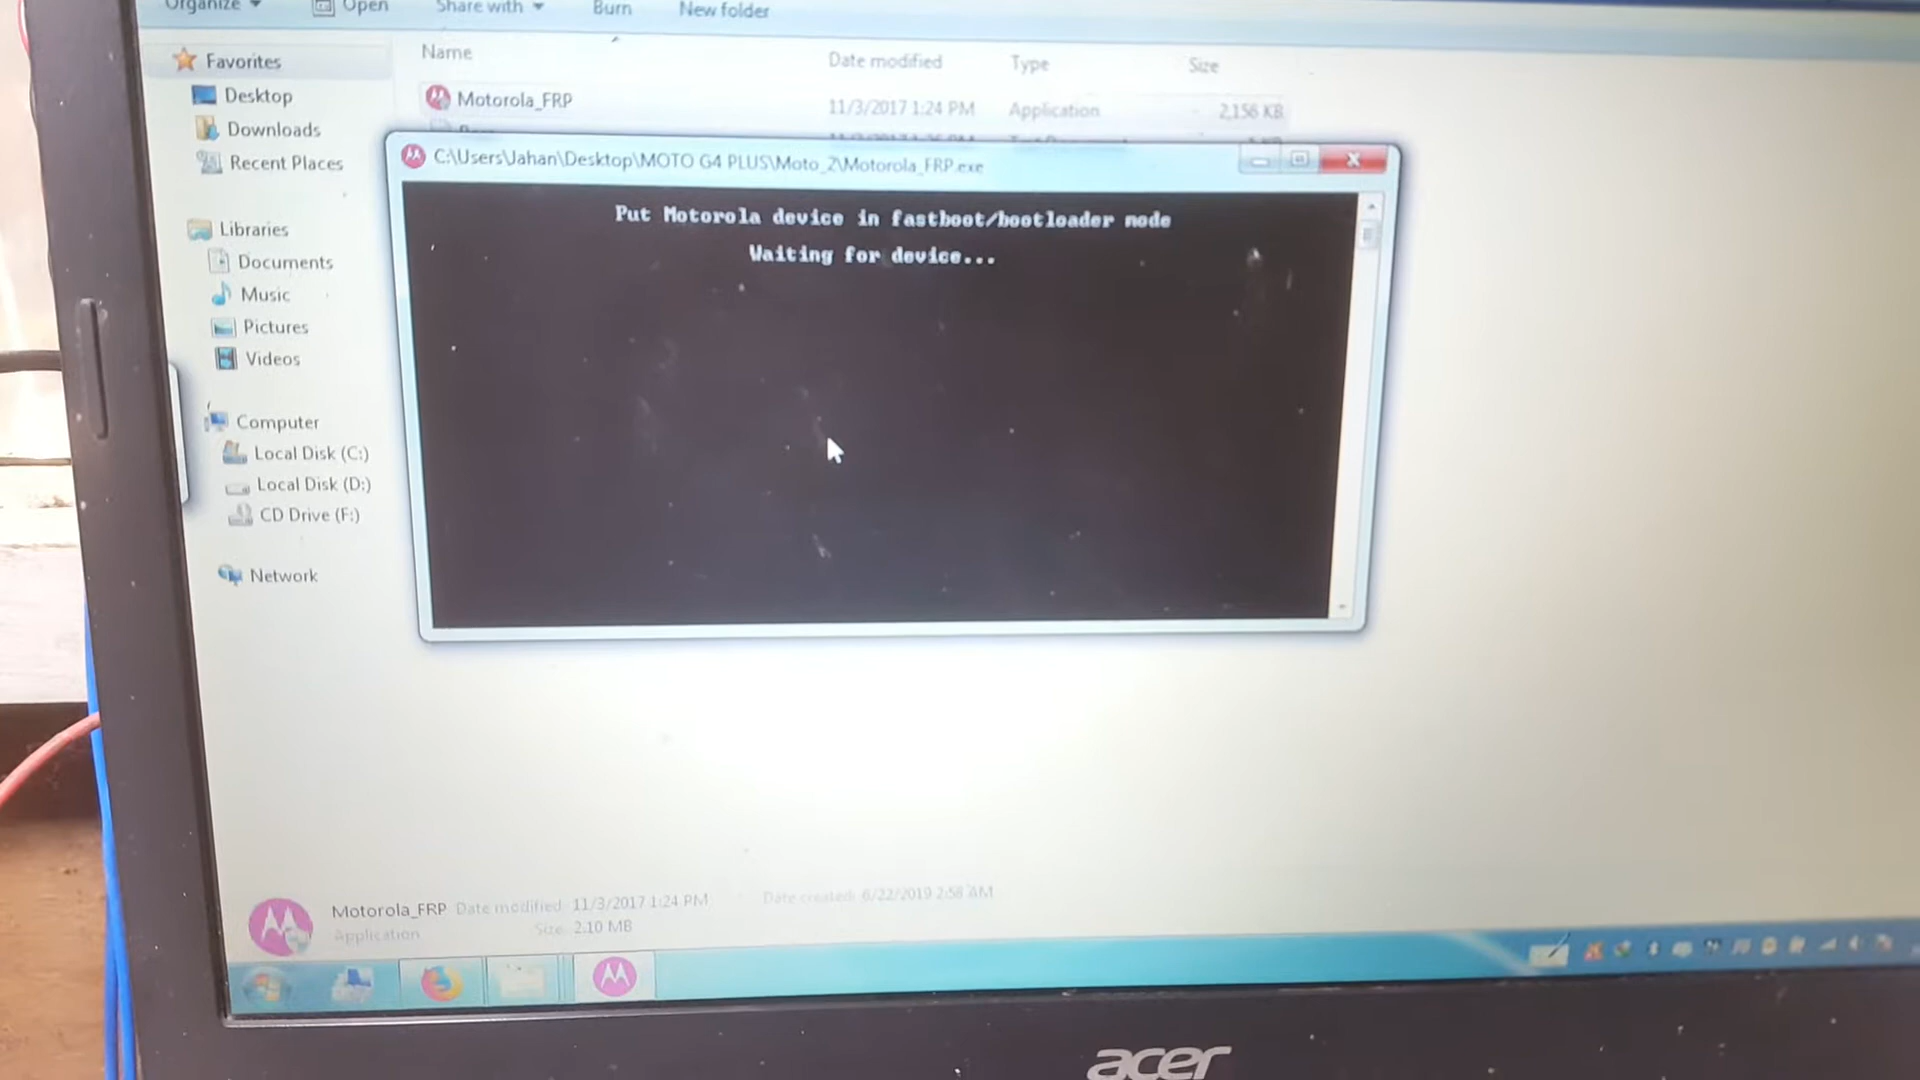 Organize Open Share with Burn New folder
Name Date modified Type Size
Motorola_FRP 11/3/2017 1:24 PM Application 2,156 KB
Favorites
Desktop
Downloads
Recent Places
Libraries
Documents
Music
Pictures
Videos
Computer
Local Disk (C:)
Local Disk (D:)
CD Drive (F:)
Network
C:\Users\Jahan\Desktop\MOTO G4 PLUS\Moto_2\Motorola_FRP.exe
Put Motorola device in fastboot/bootloader mode
Waiting for device...
Motorola_FRP Date modified: 11/3/2017 1:24 PM Date created: 6/22/2019 2:58 AM
Application Size: 2.10 MB
acer